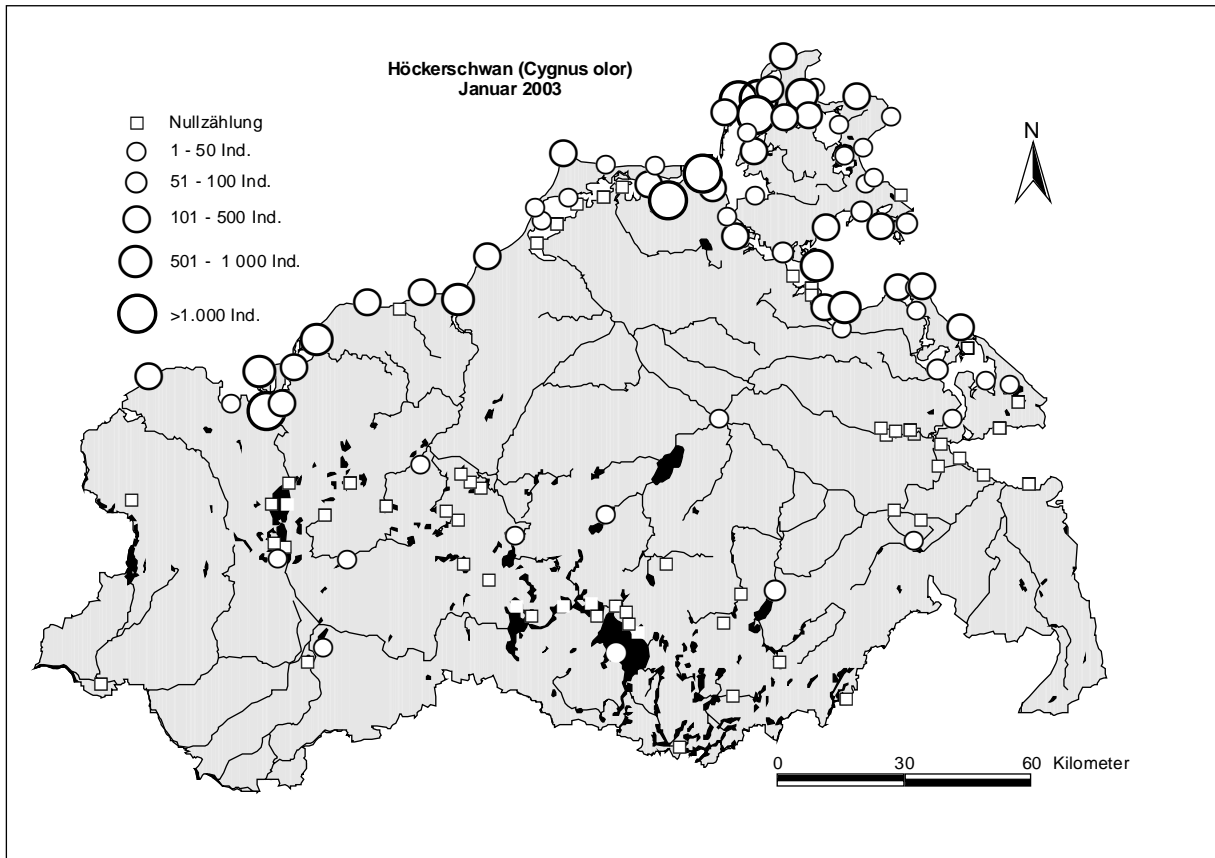 Höckerschwan (Cygnus olor)
Januar 2003
Nullzählung
1 - 50 Ind.
51 - 100 Ind.
101 - 500 Ind.
501 - 1 000 Ind.
>1.000 Ind.
N
0 30 60 Kilometer